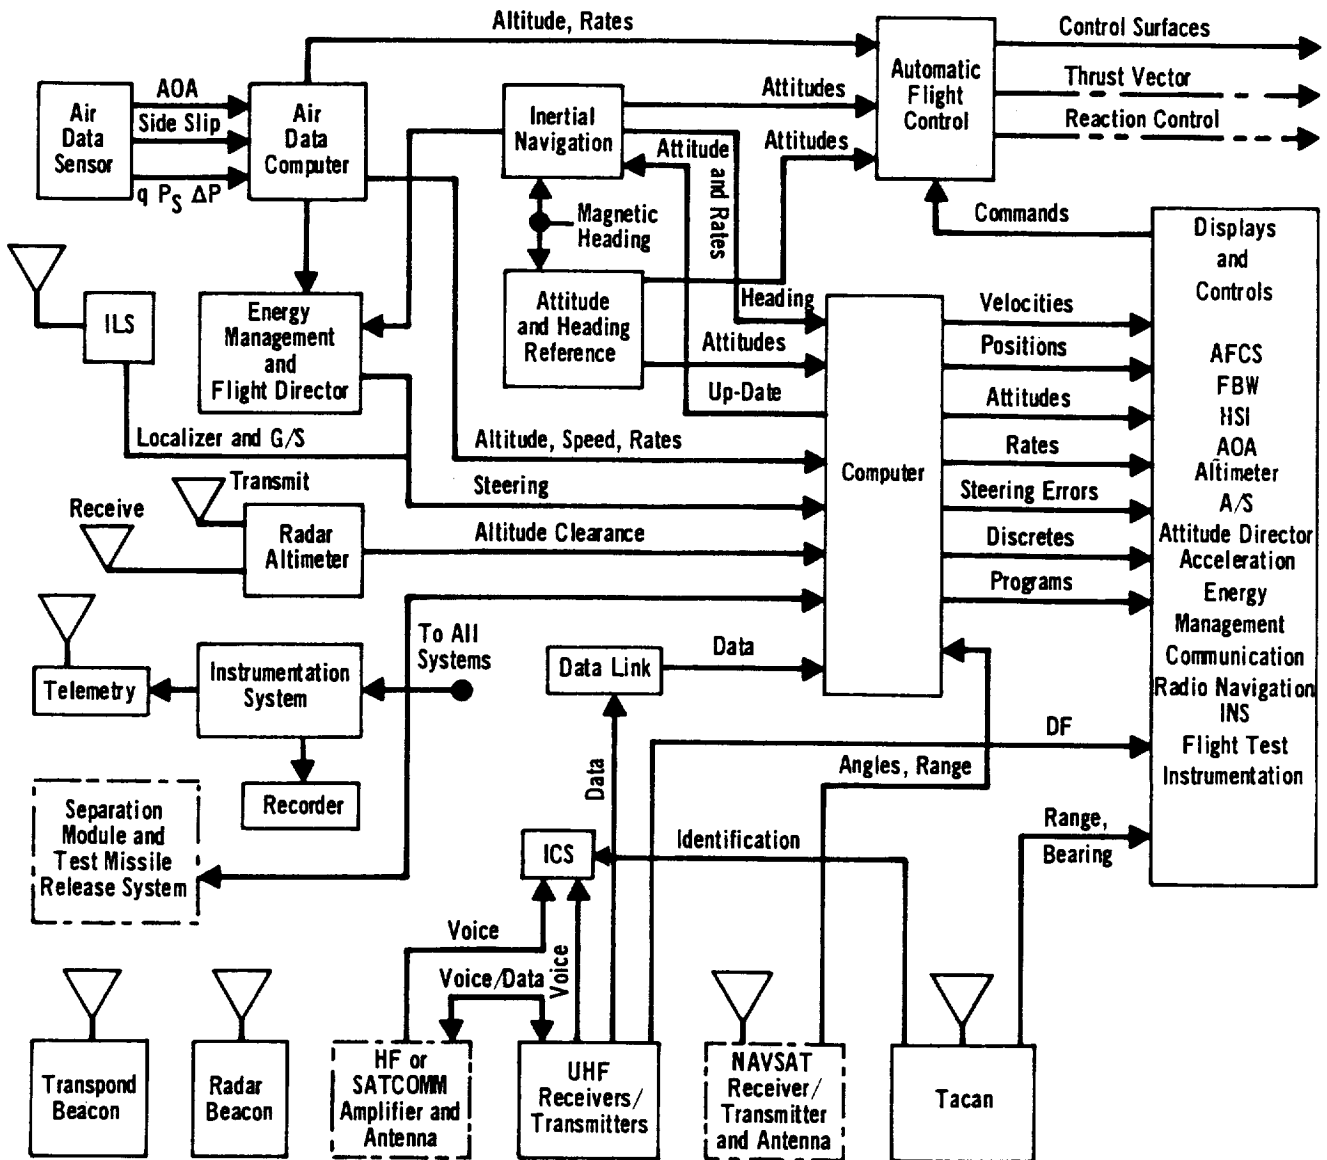 Altitude, Rates
Control Surfaces
Thrust Vector
Reaction Control
Automatic
Flight
Control
Air
Data
Sensor
AOA
Side Slip
q P_S ΔP
Air
Data
Computer
Inertial
Navigation
Attitudes
Attitude
and Rates
Attitudes
Magnetic
Heading
Commands
Displays
and
Controls
AFCS
FBW
HSI
AOA
Altimeter
A/S
Attitude Director
Acceleration
Energy
Management
Communication
Radio Navigation
INS
Flight Test
Instrumentation
ILS
Energy
Management
and
Flight Director
Attitude
and Heading
Reference
Heading
Attitudes
Up-Date
Velocities
Positions
Attitudes
Rates
Steering Errors
Discretes
Programs
Computer
Localizer and G/S
Altitude, Speed, Rates
Steering
Transmit
Receive
Radar
Altimeter
Altitude Clearance
Telemetry
Instrumentation
System
To All
Systems
Recorder
Data Link
Data
Data
DF
Angles, Range
Separation
Module and
Test Missile
Release System
ICS
Identification
Range,
Bearing
Voice
Voice/Data
Voice
Transpond
Beacon
Radar
Beacon
HF or
SATCOMM
Amplifier and
Antenna
UHF
Receivers/
Transmitters
NAVSAT
Receiver/
Transmitter
and Antenna
Tacan